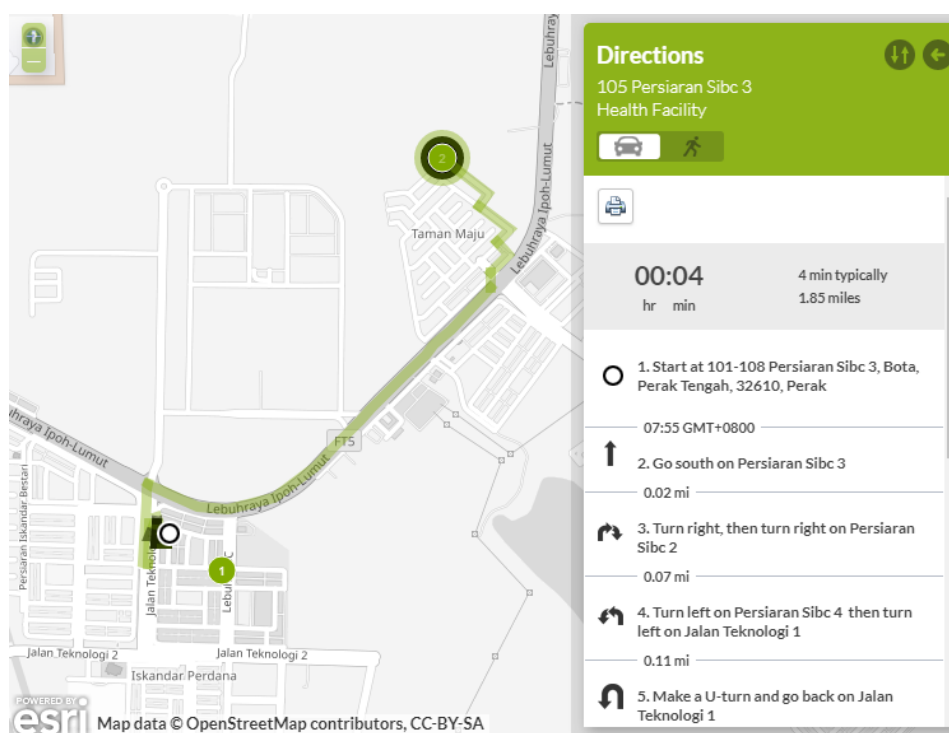 Directions
105 Persiaran Sibc 3
Health Facility
00:04
hr min
4 min typically
1.85 miles
1. Start at 101-108 Persiaran Sibc 3, Bota,
Perak Tengah, 32610, Perak
07:55 GMT+0800
2. Go south on Persiaran Sibc 3
0.02 mi
3. Turn right, then turn right on Persiaran
Sibc 2
0.07 mi
4. Turn left on Persiaran Sibc 4 then turn
left on Jalan Teknologi 1
0.11 mi
5. Make a U-turn and go back on Jalan
Teknologi 1
Lebuhraya Ipoh-Lumut
2
Taman Maju
Lebuhraya Ipoh-Lumut
FT5
Lebuhraya Ipoh-Lumut
Persiaran Iskandar Bestari
1
Jalan Teknologi 2
Jalan Teknologi 2
Iskandar Perdana
POWERED BY
esri
Map data © OpenStreetMap contributors, CC-BY-SA